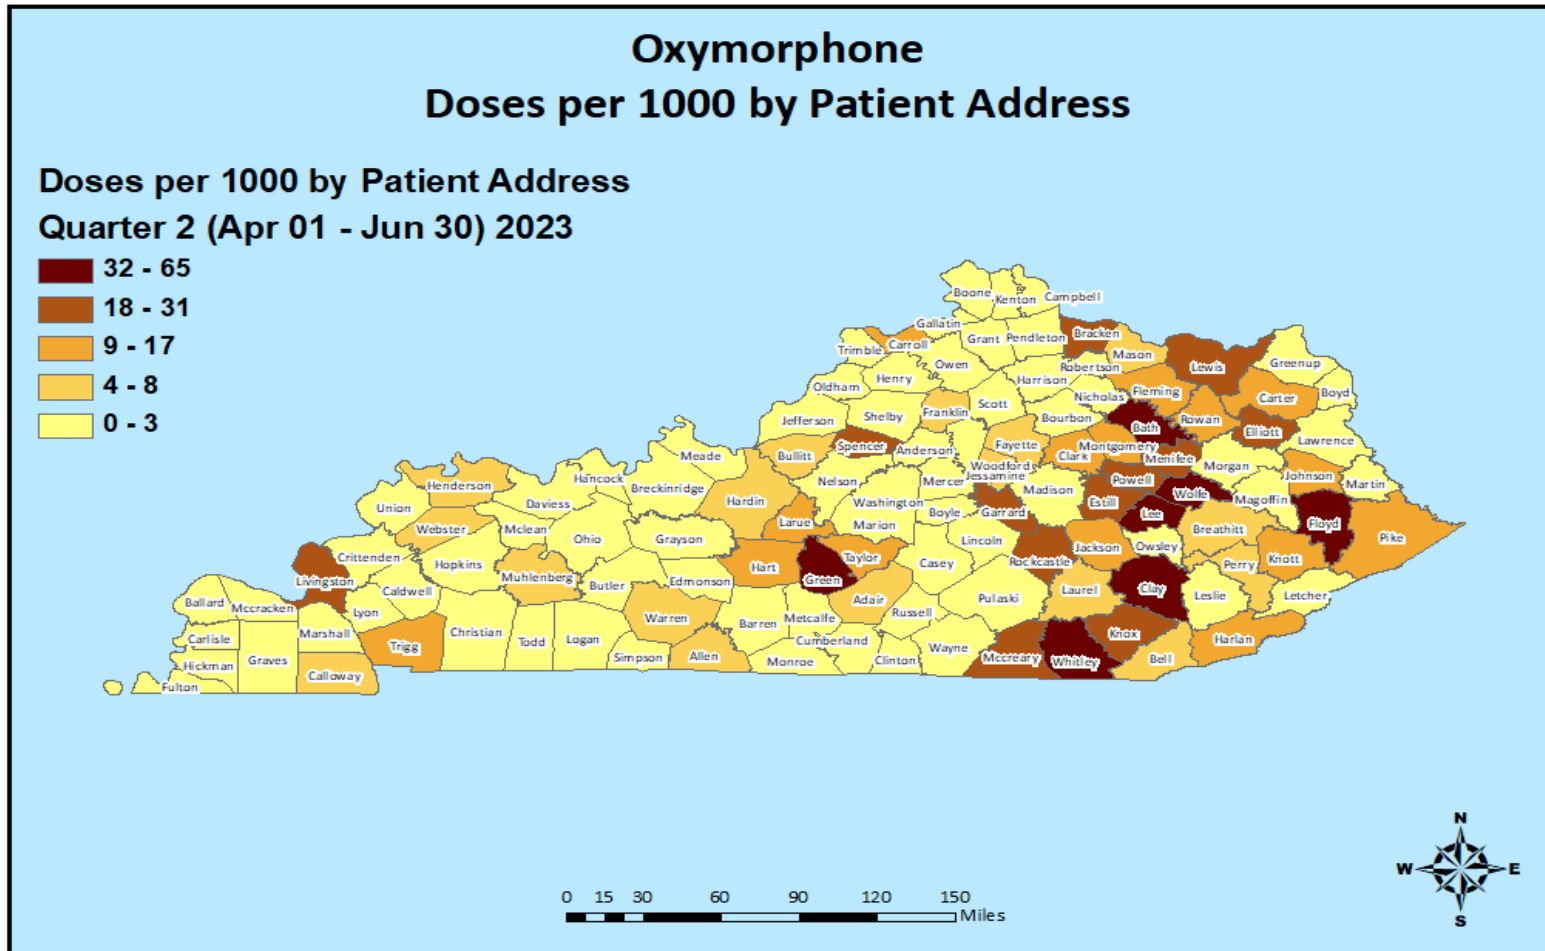 Oxymorphone
Doses per 1000 by Patient Address
Doses per 1000 by Patient Address
Quarter 2 (Apr 01 - Jun 30) 2023
32 - 65
18 - 31
9 - 17
4 - 8
0 - 3
Boone
Kenton
Campbell
Gallatin
Grant
Pendleton
Bracken
Trimble
Carroll
Owen
Mason
Robertson
Lewis
Greenup
Oldham
Henry
Harrison
Nicholas
Fleming
Carter
Boyd
Jefferson
Shelby
Franklin
Scott
Bourbon
Bath
Rowan
Elliott
Lawrence
Spencer
Anderson
Fayette
Montgomery
Clark
Menifee
Morgan
Bullitt
Meade
Woodford
Jessamine
Powell
Johnson
Martin
Henderson
Hancock
Breckinridge
Nelson
Mercer
Madison
Wolfe
Magoffin
Union
Daviess
Hardin
Washington
Boyle
Garrard
Estill
Lee
Floyd
Webster
Mclean
Ohio
Grayson
Larue
Marion
Lincoln
Breathitt
Pike
Crittenden
Hopkins
Hart
Taylor
Casey
Rockcastle
Jackson
Owsley
Perry
Knott
Livingston
Caldwell
Muhlenberg
Butler
Edmonson
Green
Adair
Pulaski
Laurel
Clay
Leslie
Letcher
Ballard
Mccracken
Lyon
Warren
Barren
Metcalfe
Russell
Carlisle
Marshall
Christian
Todd
Logan
Cumberland
Wayne
Knox
Harlan
Hickman
Graves
Trigg
Simpson
Allen
Monroe
Clinton
Mccreary
Whitley
Bell
Fulton
Calloway
N
W
E
S
0 15 30 60 90 120 150
Miles